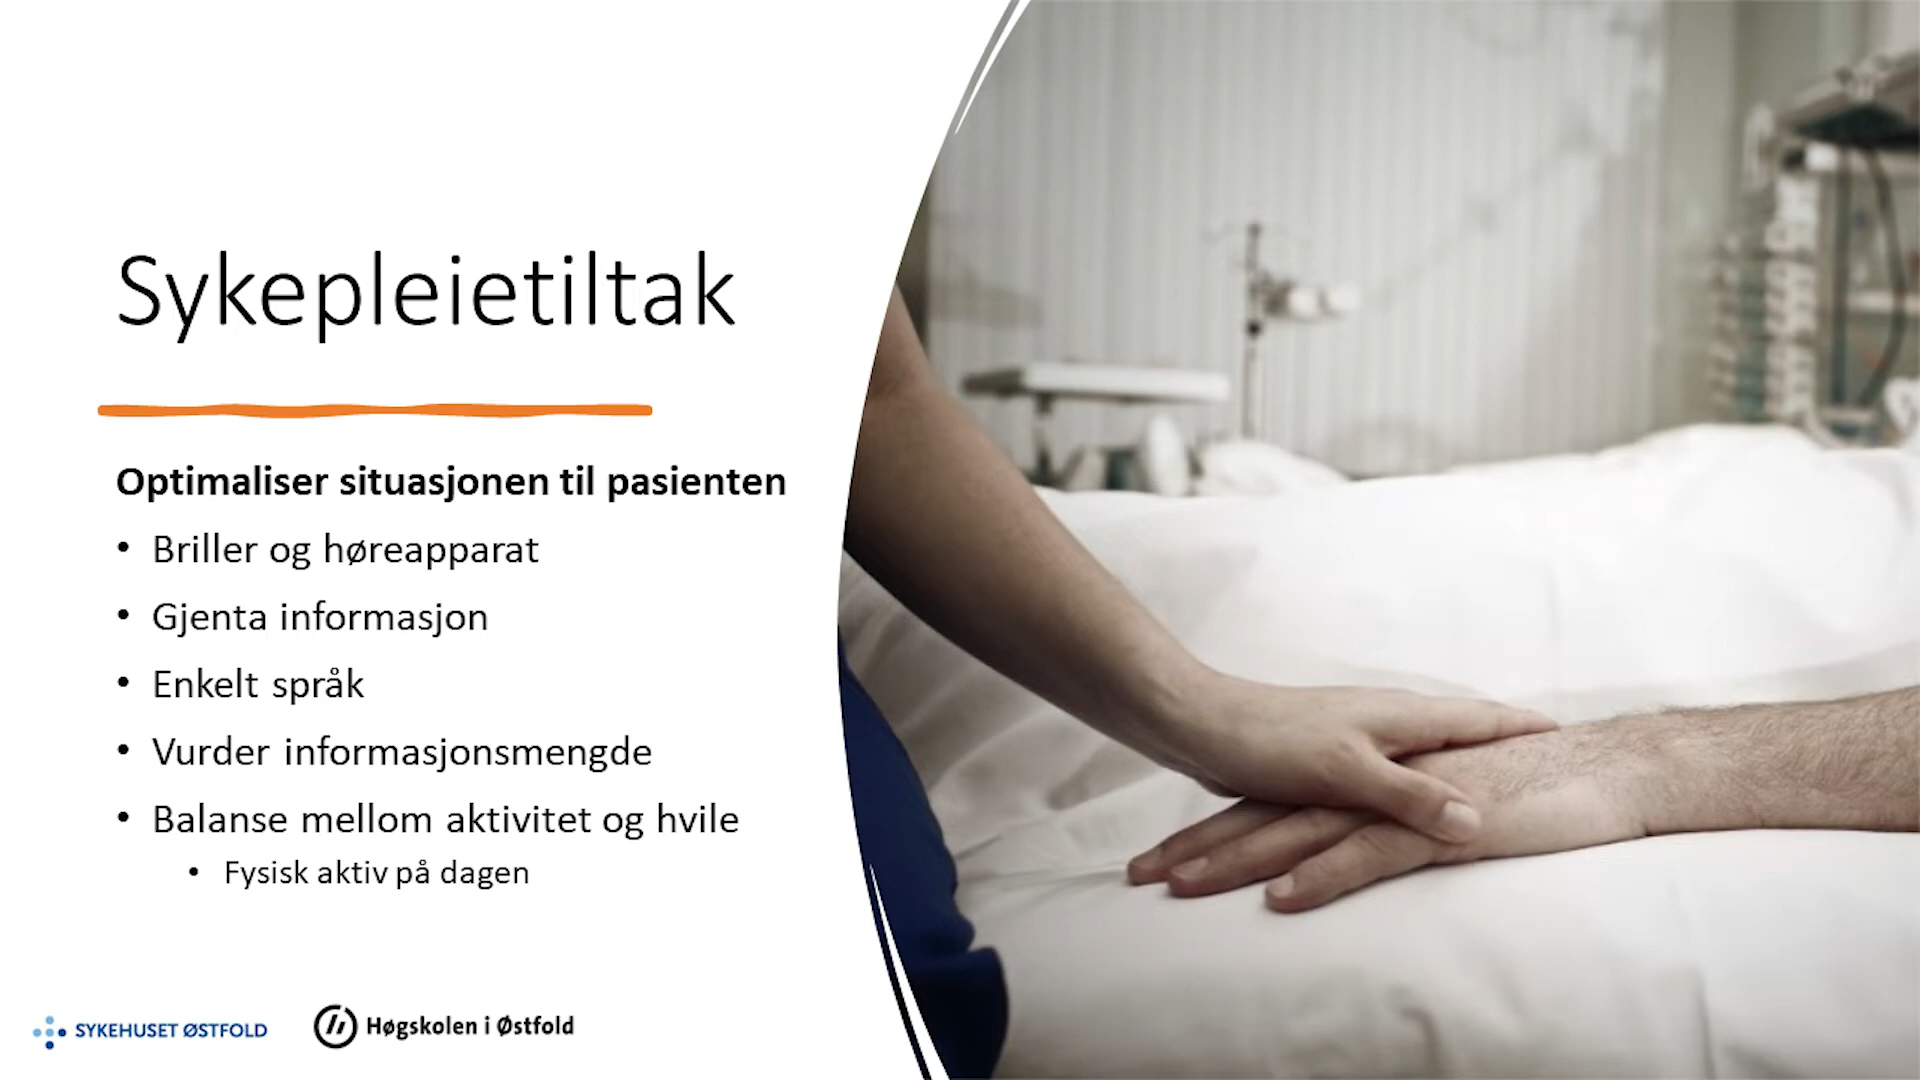 Sykepleietiltak
Optimaliser situasjonen til pasienten
• Briller og høreapparat
• Gjenta informasjon
• Enkelt språk
• Vurder informasjonsmengde
• Balanse mellom aktivitet og hvile
• Fysisk aktiv på dagen
SYKEHUSET ØSTFOLD
Høgskolen i Østfold